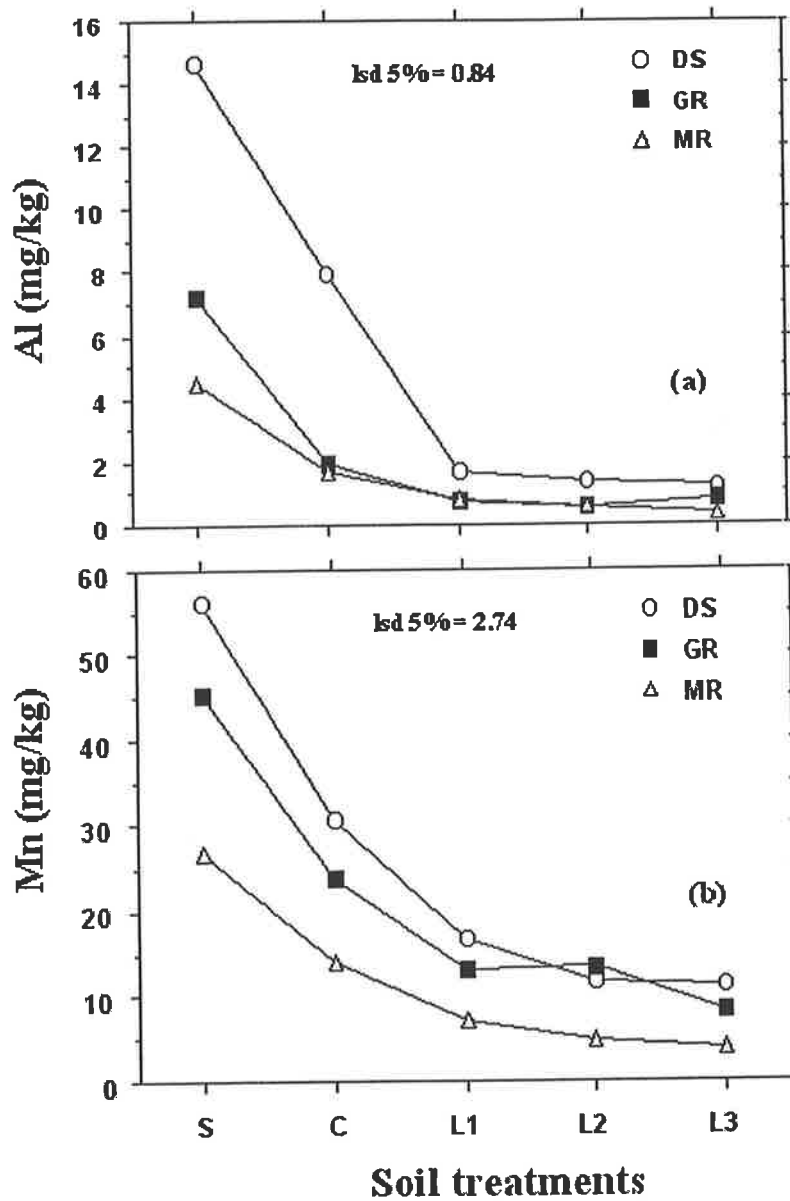 16
14
12
10
8
6
4
2
0
Al (mg/kg)
lsd 5%= 0.84
DS
GR
MR
(a)
60
50
40
30
20
10
0
Mn (mg/kg)
lsd 5%= 2.74
DS
GR
MR
(b)
S C L1 L2 L3
Soil treatments